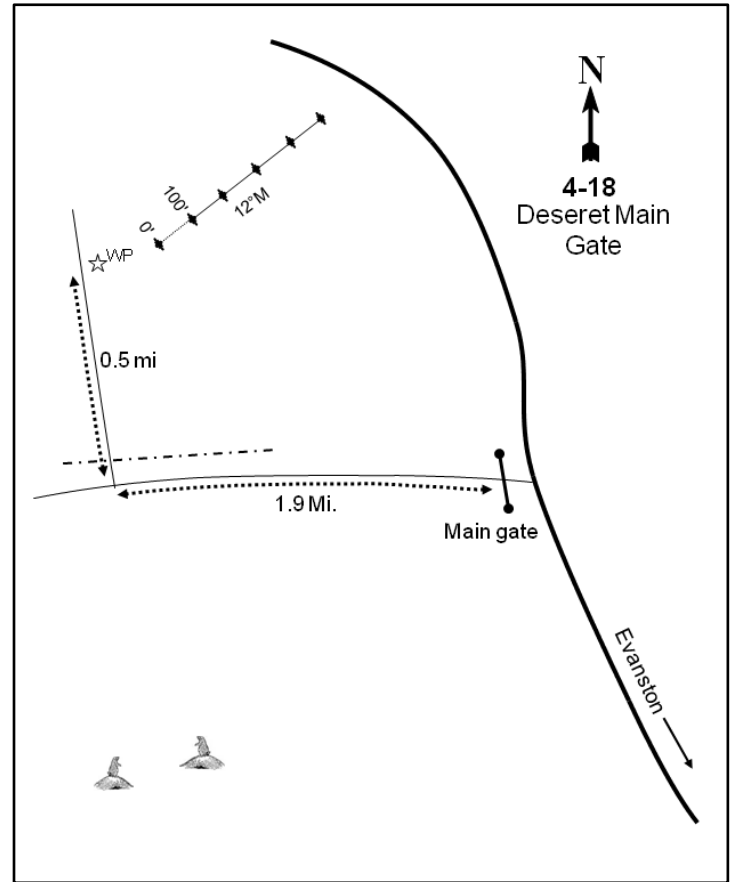 N
4-18
Deseret Main
Gate
100'
0'
12°M
WP
0.5 mi
1.9 Mi.
Main gate
Evanston